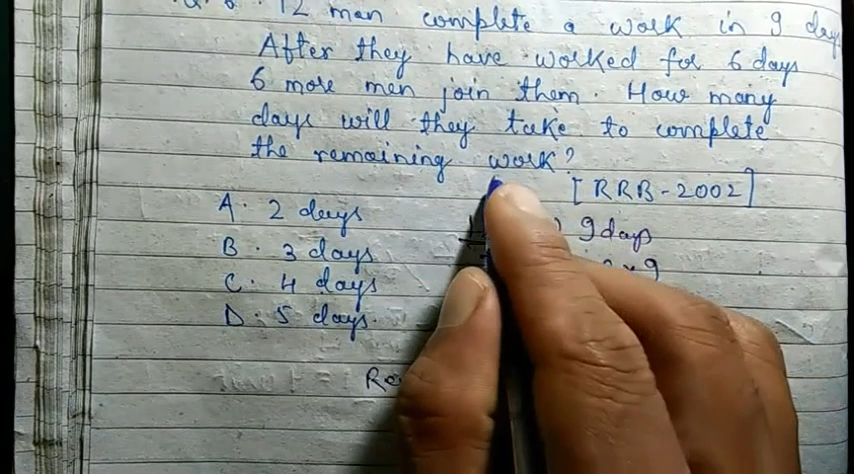 12 men complete a work in 9 days
After they have worked for 6 days
6 more men join them. How many
days will they take to complete
the remaining work?
[RRB-2002]
A. 2 days
B. 3 days
C. 4 days
D. 5 days.
9 days
x 9